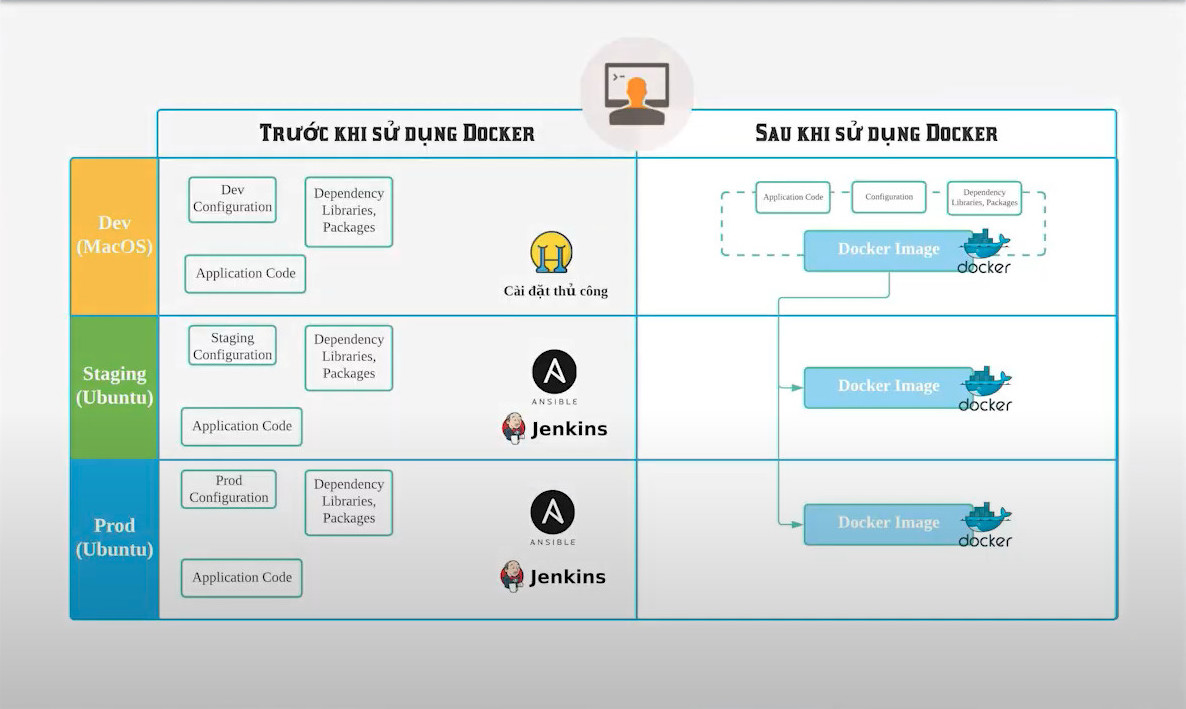 Trước khi sử dụng Docker
Sau khi sử dụng Docker
Dev
(MacOS)
Dev
Configuration
Dependency
Libraries,
Packages
Application Code
Cài đặt thủ công
Application Code
Configuration
Dependency
Libraries, Packages
Docker Image
docker
Staging
(Ubuntu)
Staging
Configuration
Dependency
Libraries,
Packages
Application Code
ANSIBLE
Jenkins
Docker Image
docker
Prod
(Ubuntu)
Prod
Configuration
Dependency
Libraries,
Packages
Application Code
ANSIBLE
Jenkins
Docker Image
docker